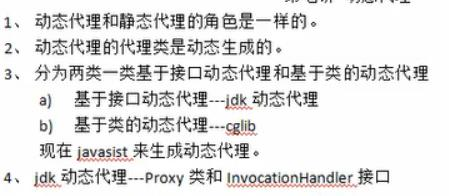 1、 动态代理和静态代理的角色是一样的。
2、 动态代理的代理类是动态生成的。
3、 分为两类一类基于接口动态代理和基于类的动态代理
a) 基于接口动态代理---jdk 动态代理
b) 基于类的动态代理---cglib
现在 javasist 来生成动态代理。
4、 jdk 动态代理---Proxy 类和 InvocationHandler 接口